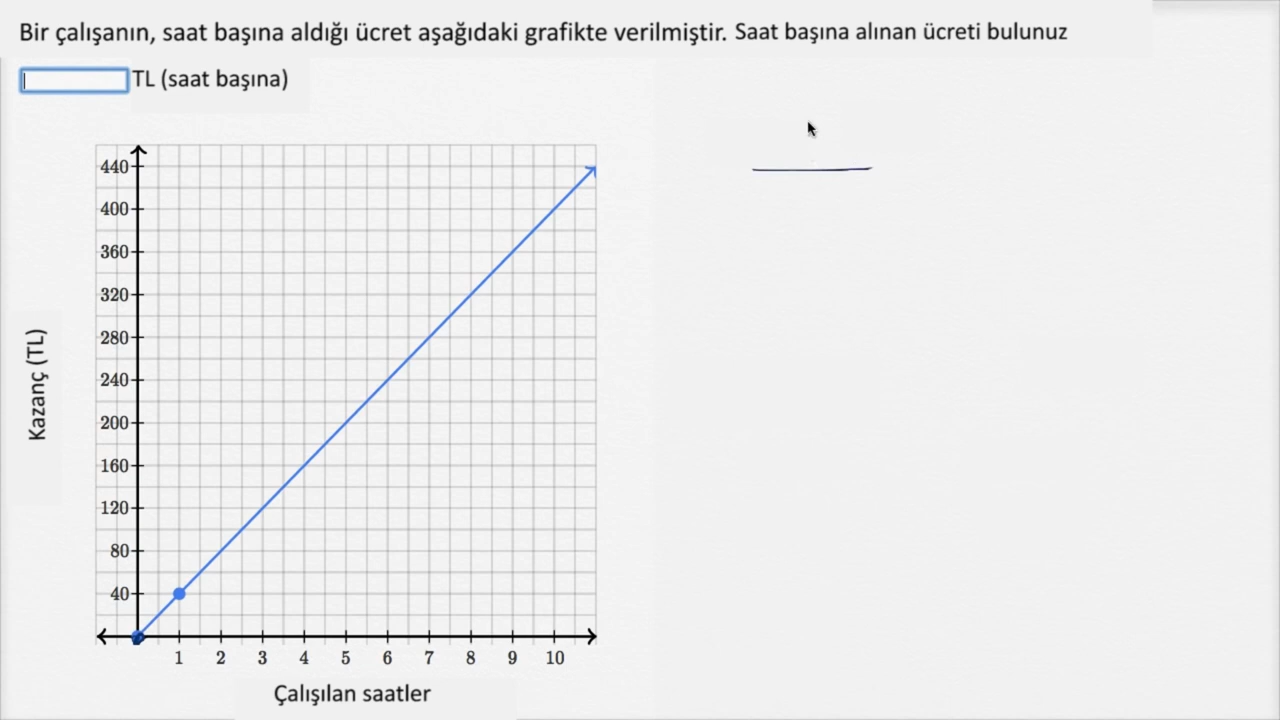 Bir çalışanın, saat başına aldığı ücret aşağıdaki grafikte verilmiştir. Saat başına alınan ücreti bulunuz
TL (saat başına)
440
400
360
320
280
240
200
160
120
80
40
1 2 3 4 5 6 7 8 9 10
Kazanç (TL)
Çalışılan saatler